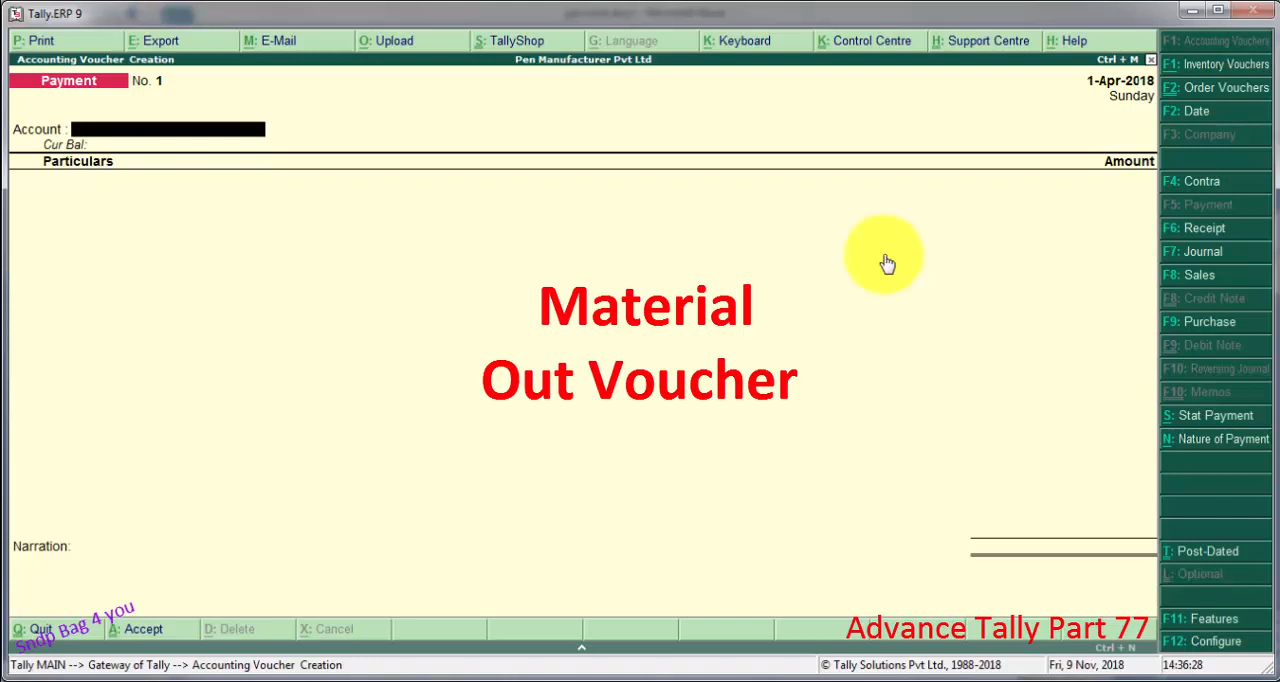 Tally.ERP 9
P: Print E: Export M: E-Mail O: Upload S: TallyShop G: Language K: Keyboard K: Control Centre H: Support Centre H: Help
Accounting Voucher Creation Pen Manufacturer Pvt Ltd Ctrl + M
Payment No. 1 1-Apr-2018
Sunday
Account :
Cur Bal:
Particulars Amount
Material
Out Voucher
Narration:
F1: Accounting Vouchers
F1: Inventory Vouchers
F2: Order Vouchers
F2: Date
F3: Company
F4: Contra
F5: Payment
F6: Receipt
F7: Journal
F8: Sales
F8: Credit Note
F9: Purchase
F9: Debit Note
F10: Reversing Journal
F10: Memos
S: Stat Payment
N: Nature of Payment
T: Post-Dated
L: Optional
F11: Features
F12: Configure
Sndp Bag 4 you
Advance Tally Part 77
Q: Quit A: Accept D: Delete X: Cancel
Ctrl + N
Tally MAIN --> Gateway of Tally --> Accounting Voucher Creation © Tally Solutions Pvt Ltd., 1988-2018 Fri, 9 Nov, 2018 14:36:28